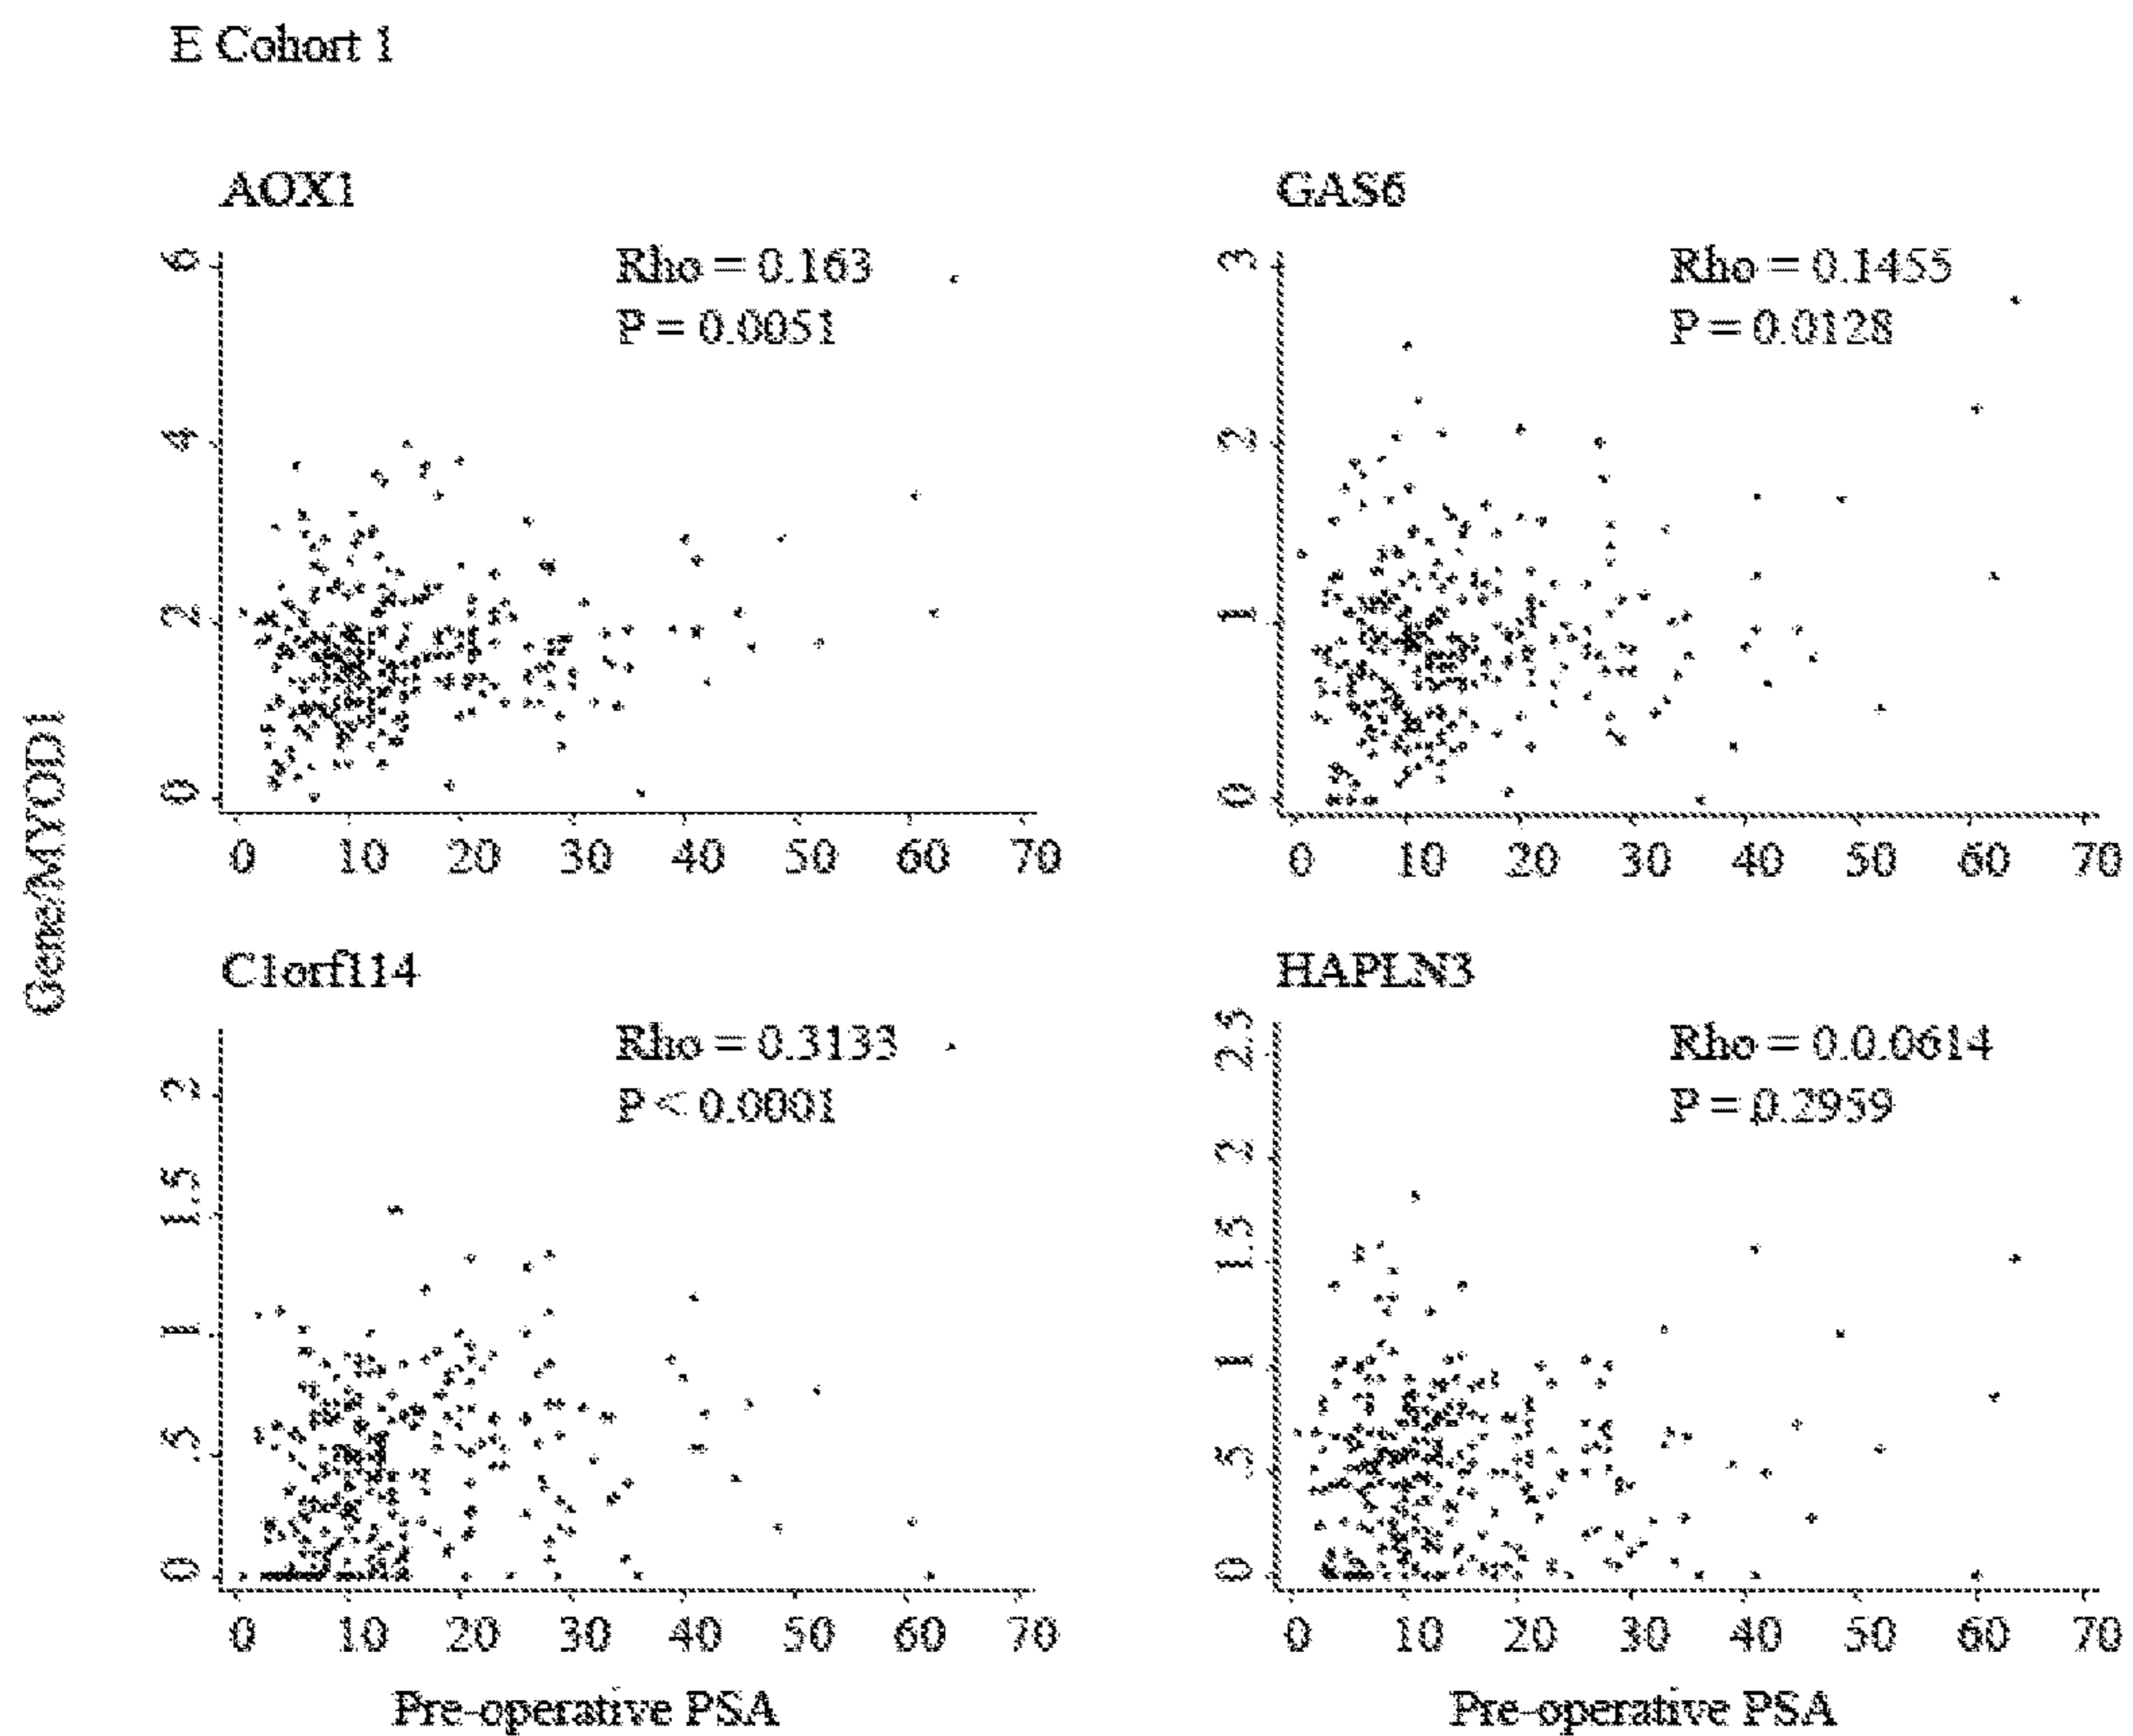 E Cohort 1
AOX1
Rho = 0.163
P = 0.0051
6
4
2
0
0 10 20 30 40 50 60 70
GAS6
Rho = 0.1455
P = 0.0128
3
2
1
0
0 10 20 30 40 50 60 70
Gene/MYOD1
C1orf114
Rho = 0.3133
P < 0.0001
2
1.5
1
.5
0
0 10 20 30 40 50 60 70
Pre-operative PSA
HAPLN3
Rho = 0.0.0614
P = 0.2959
2.5
2
1.5
1
.5
0
0 10 20 30 40 50 60 70
Pre-operative PSA